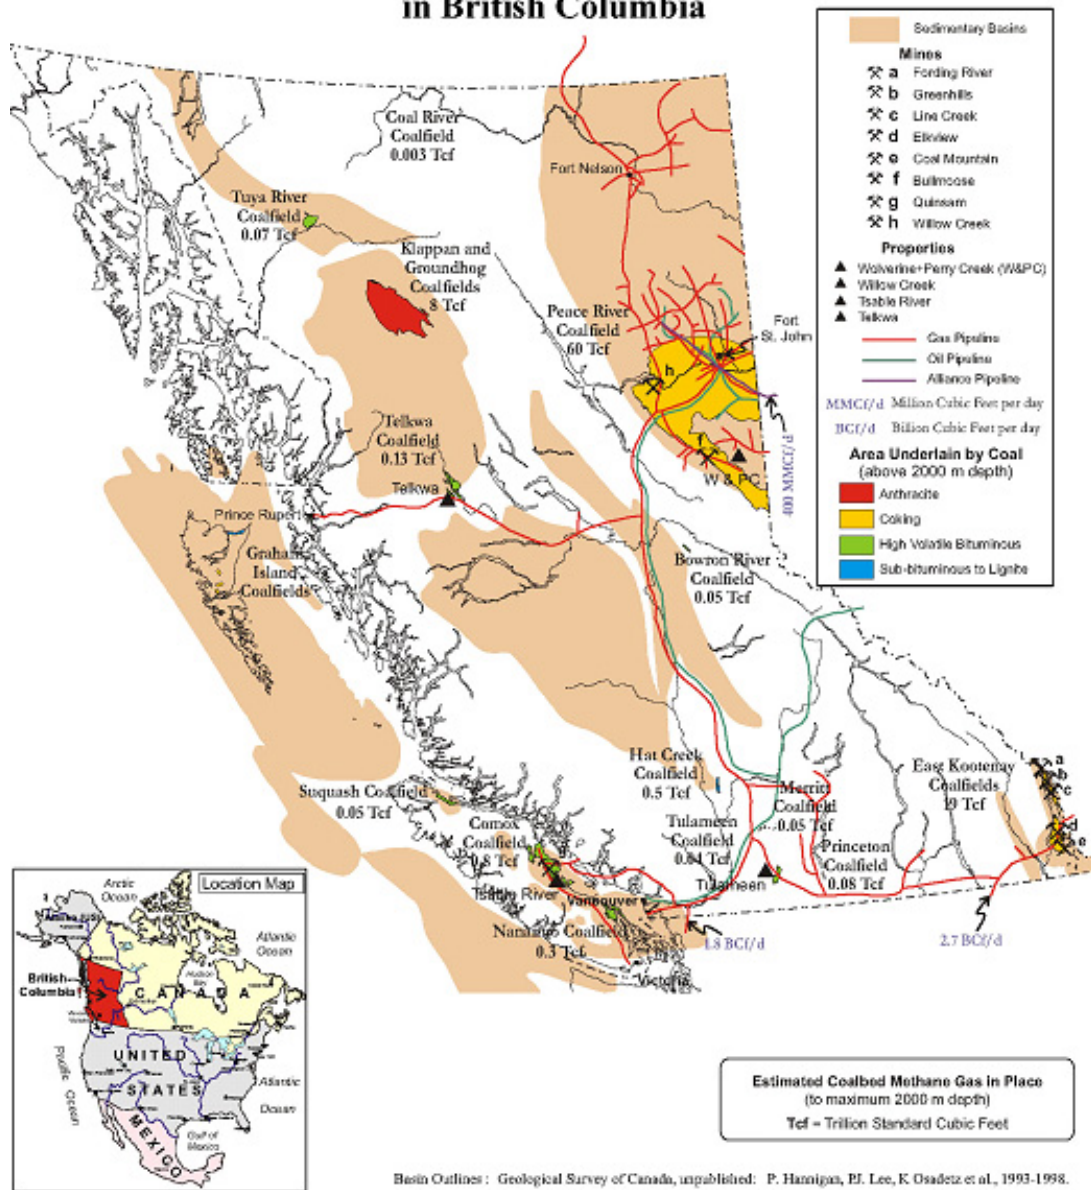 in British Columbia
Sedimentary Basins
Mines
a Fording River
b Greenhills
c Line Creek
d Elkview
e Coal Mountain
f Bullmoose
g Quinsam
h Willow Creek
Properties
Wolverine+Perry Creek (W&PC)
Willow Creek
Tsable River
Telkwa
Gas Pipeline
Oil Pipeline
Alliance Pipeline
MMCf/d Million Cubic Feet per day
BCf/d Billion Cubic Feet per day
Area Underlain by Coal
(above 2000 m depth)
Anthracite
Coking
High Volatile Bituminous
Sub-bituminous to Lignite
Coal River
Coalfield
0.003 Tcf
Fort Nelson
Tuya River
Coalfield
0.07 Tcf
Klappan and
Groundhog
Coalfields
8 Tcf
Peace River
Coalfield
60 Tcf
Fort
St. John
h
f
W & PC
400 MMCf/d
Telkwa
Coalfield
0.13 Tcf
Telkwa
Prince Rupert
Graham
Island
Coalfields
Bowron River
Coalfield
0.05 Tcf
Hat Creek
Coalfield
0.5 Tcf
Merritt
Coalfield
0.05 Tcf
East Kootenay
Coalfields
19 Tcf
a
b
c
d
e
Suquash Coalfield
0.05 Tcf
Comox
Coalfield
0.8 Tcf
g
Tulameen
Coalfield
Tulameen
Princeton
Coalfield
0.08 Tcf
Tsable River
Vancouver
Nanaimo Coalfield
0.3 Tcf
Victoria
1.8 BCf/d
2.7 BCf/d
Location Map
Arctic
Ocean
Atlantic
Ocean
Hudson
Bay
British
Columbia
CANADA
UNITED
STATES
Pacific Ocean
Atlantic
Ocean
Gulf of
Mexico
MEXICO
Estimated Coalbed Methane Gas in Place
(to maximum 2000 m depth)
Tcf = Trillion Standard Cubic Feet
Basin Outlines : Geological Survey of Canada, unpublished: P. Hannigan, P.J. Lee, K Osadetz et al., 1993-1998.